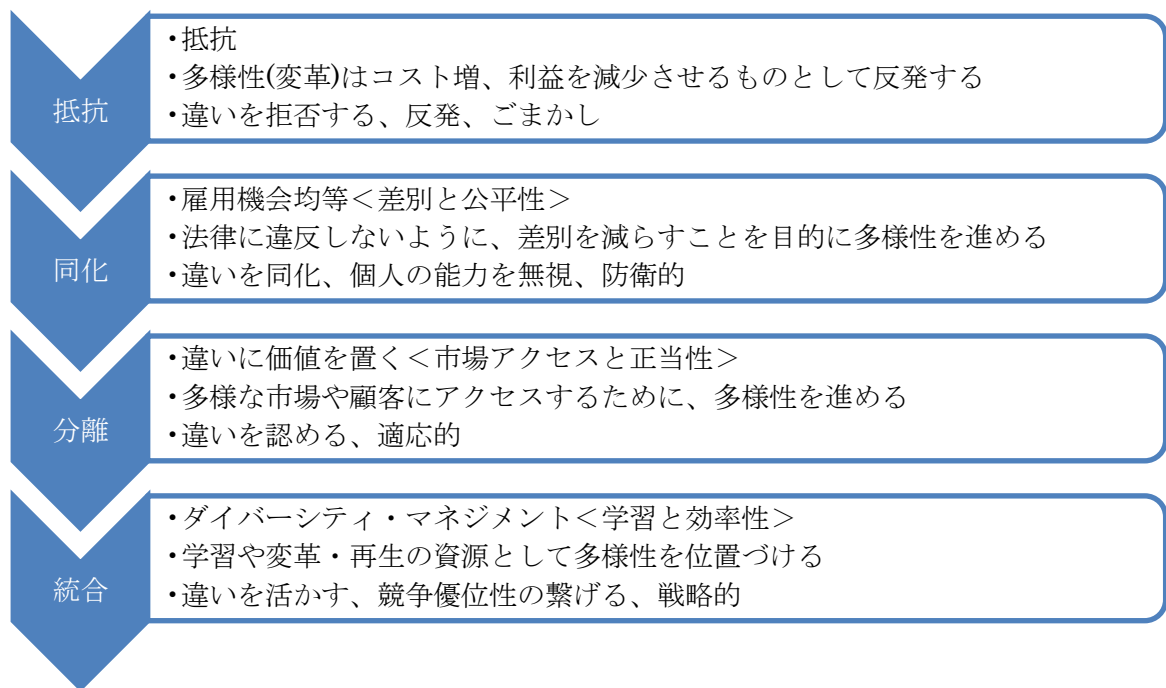 抵抗
・抵抗
・多様性(変革)はコスト増、利益を減少させるものとして反発する
・違いを拒否する、反発、ごまかし
同化
・雇用機会均等＜差別と公平性＞
・法律に違反しないように、差別を減らすことを目的に多様性を進める
・違いを同化、個人の能力を無視、防衛的
分離
・違いに価値を置く＜市場アクセスと正当性＞
・多様な市場や顧客にアクセスするために、多様性を進める
・違いを認める、適応的
統合
・ダイバーシティ・マネジメント＜学習と効率性＞
・学習や変革・再生の資源として多様性を位置づける
・違いを活かす、競争優位性の繋げる、戦略的